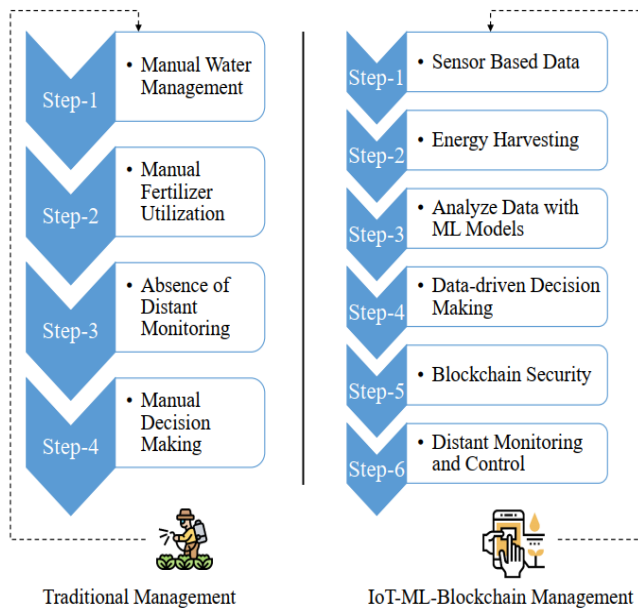 Step-1
• Manual Water
Management
Step-2
• Manual
Fertilizer
Utilization
Step-3
• Absence of
Distant
Monitoring
Step-4
• Manual
Decision
Making
Traditional Management
Step-1
• Sensor Based Data
Step-2
• Energy Harvesting
Step-3
• Analyze Data with
ML Models
Step-4
• Data-driven Decision
Making
Step-5
• Blockchain Security
Step-6
• Distant Monitoring
and Control
IoT-ML-Blockchain Management